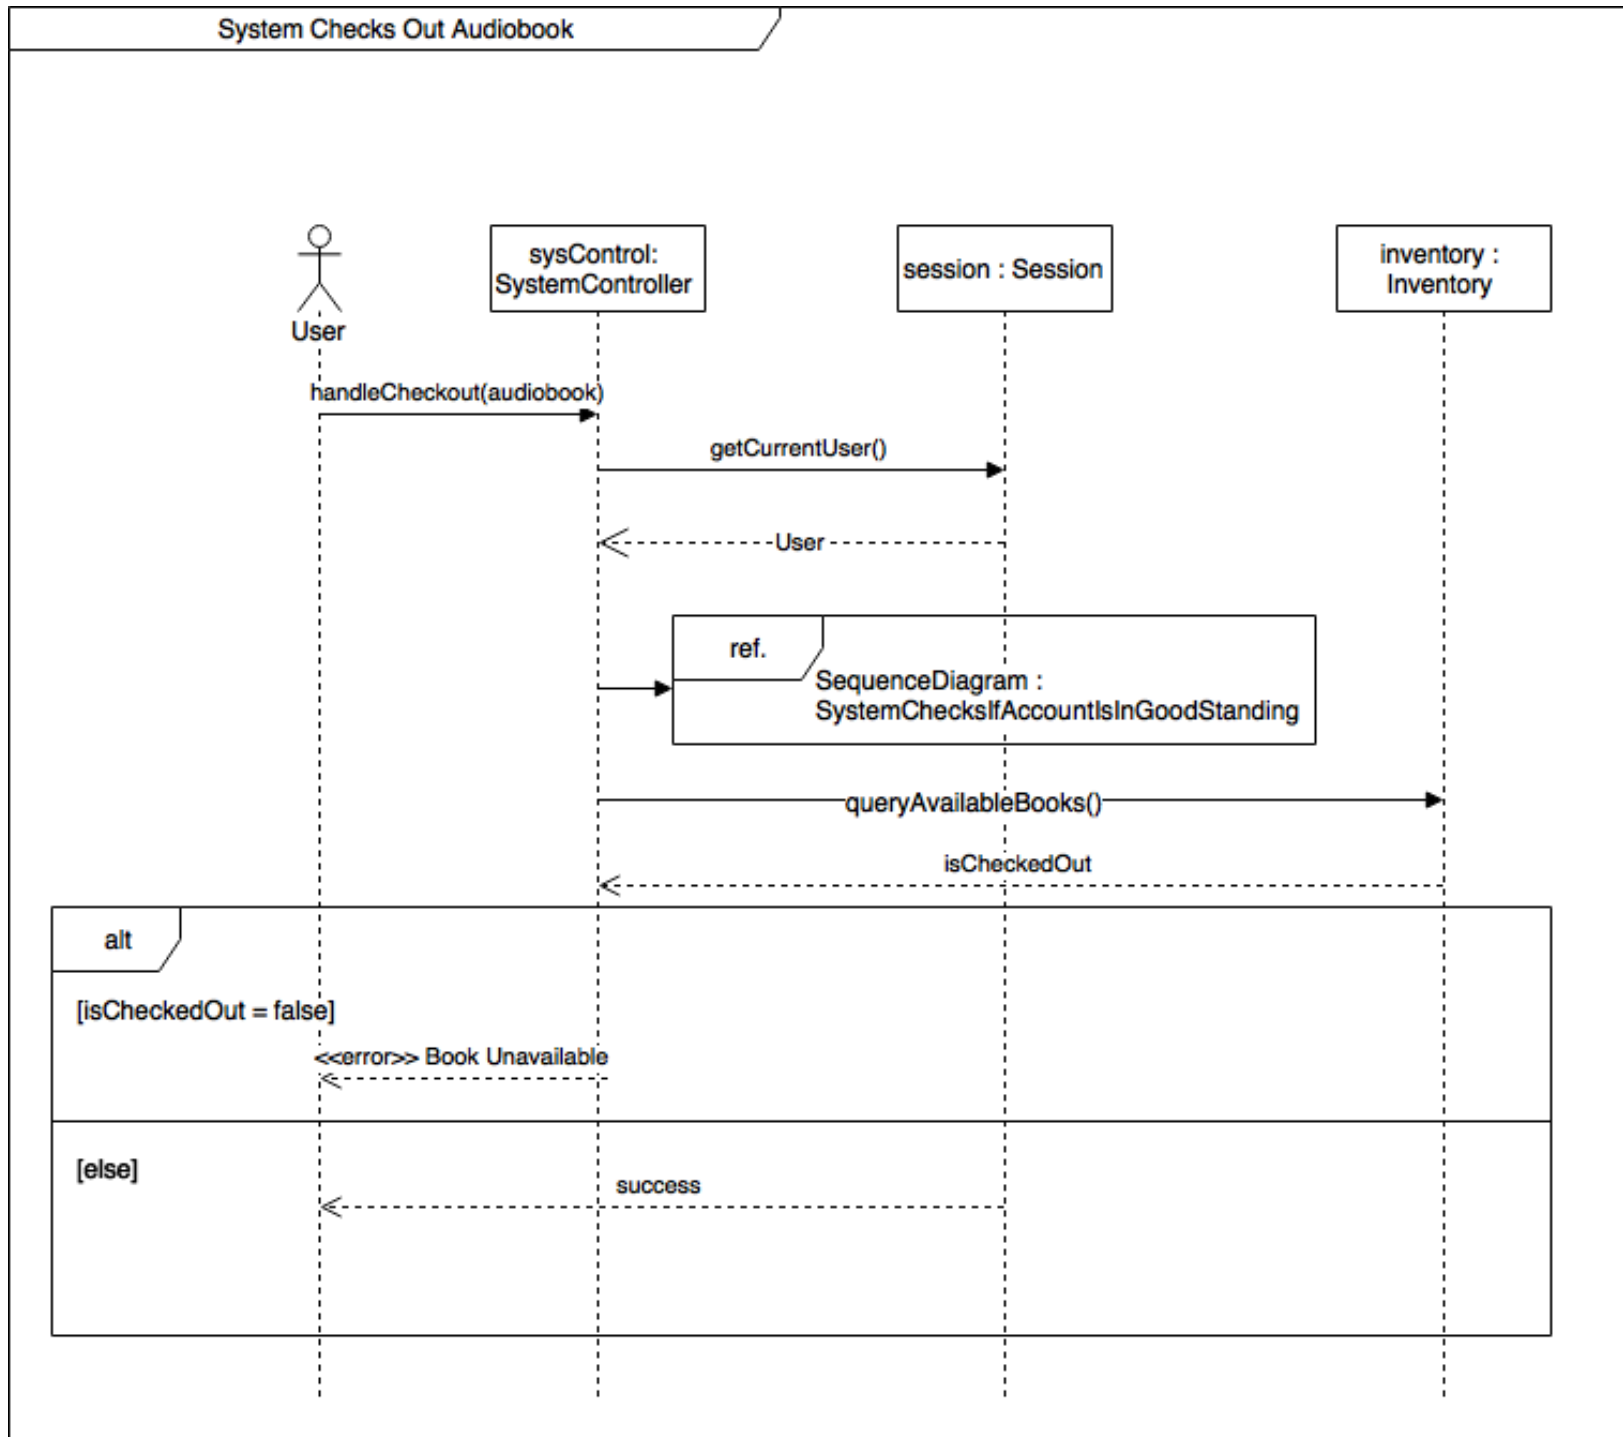 System Checks Out Audiobook
User
sysControl:
SystemController
session : Session
inventory :
Inventory
handleCheckout(audiobook)
getCurrentUser()
User
ref.
SequenceDiagram :
SystemChecksIfAccountIsInGoodStanding
queryAvailableBooks()
isCheckedOut
alt
[isCheckedOut = false]
<<error>> Book Unavailable
[else]
success